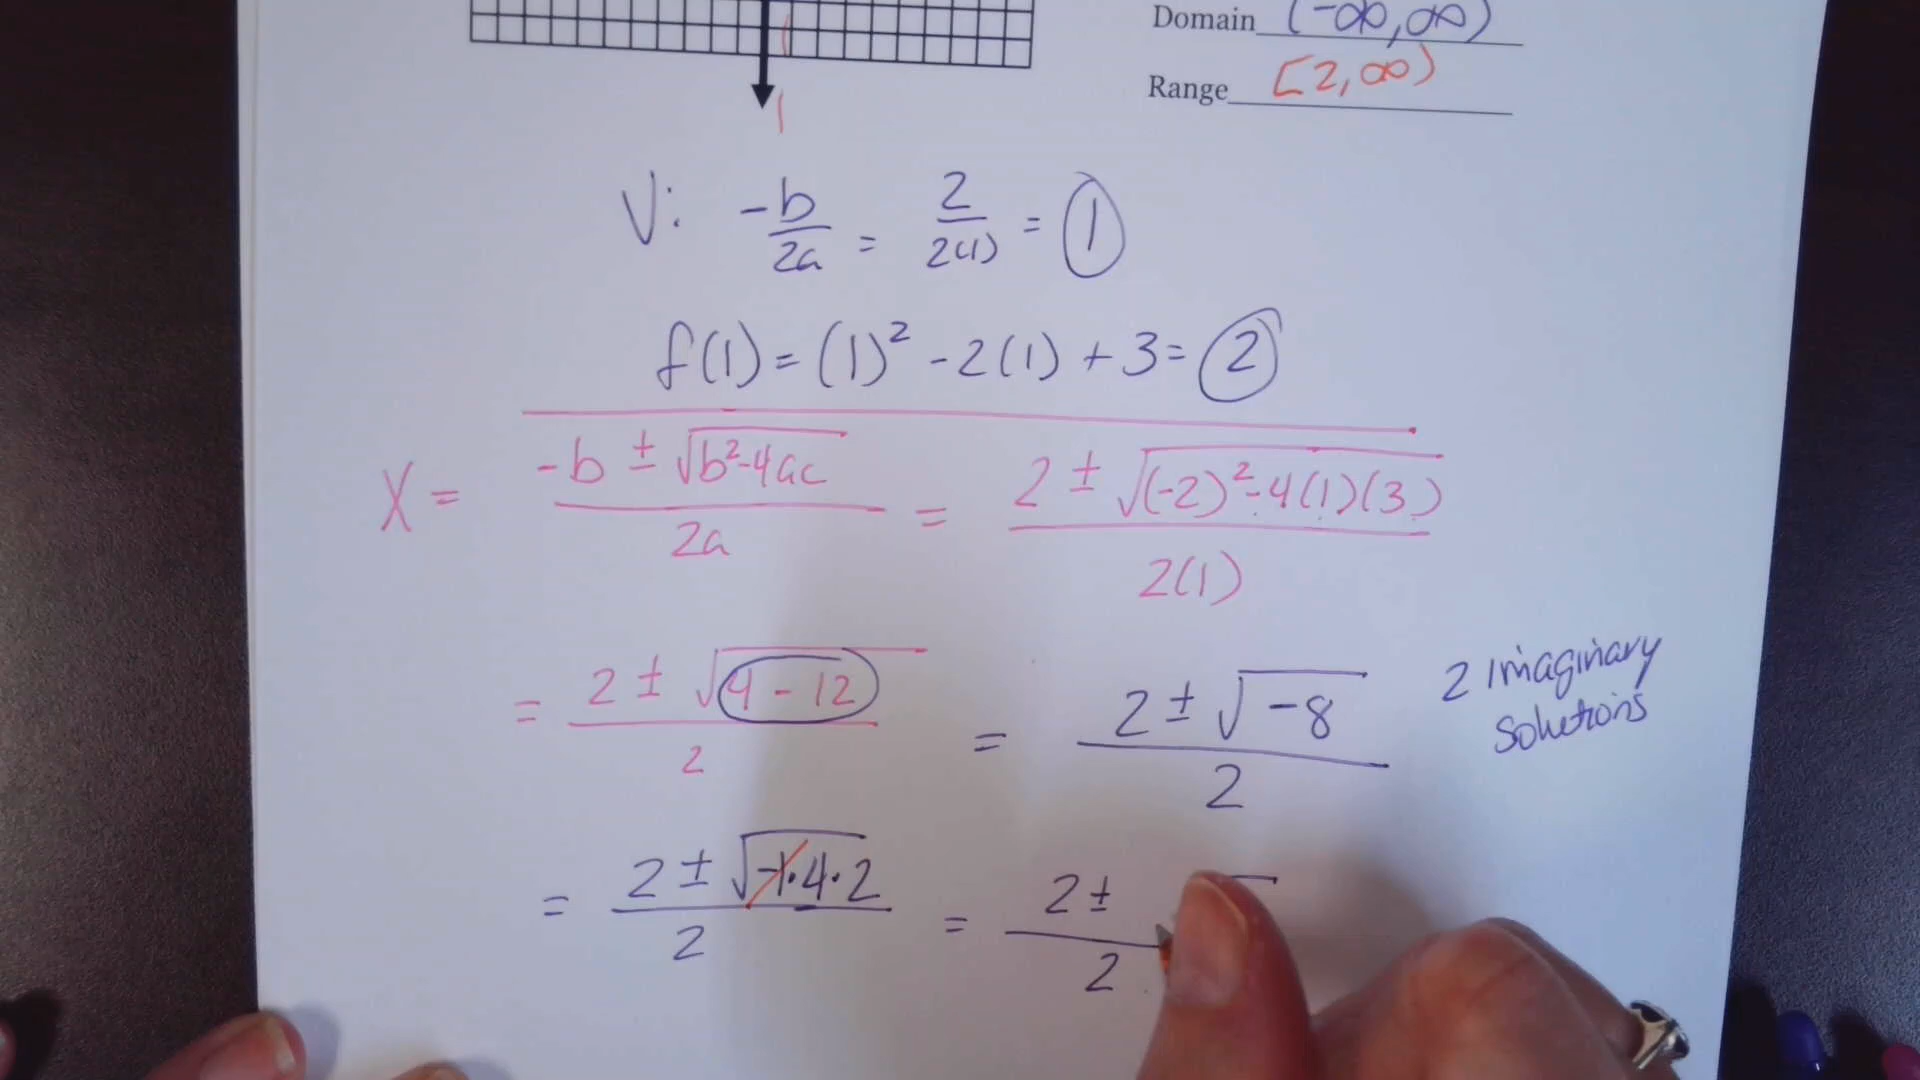 Domain (-∞, ∞)
Range [2, ∞)
V: -b/2a = 2/2(1) = 1
f(1) = (1)² - 2(1) + 3 = 2
X = -b ± √b²-4ac / 2a = 2 ± √(-2)²-4(1)(3) / 2(1)
= 2 ± √4 - 12 / 2 = 2 ± √-8 / 2
2 imaginary
solutions
= 2 ± √-1·4·2 / 2 = 2 ± / 2